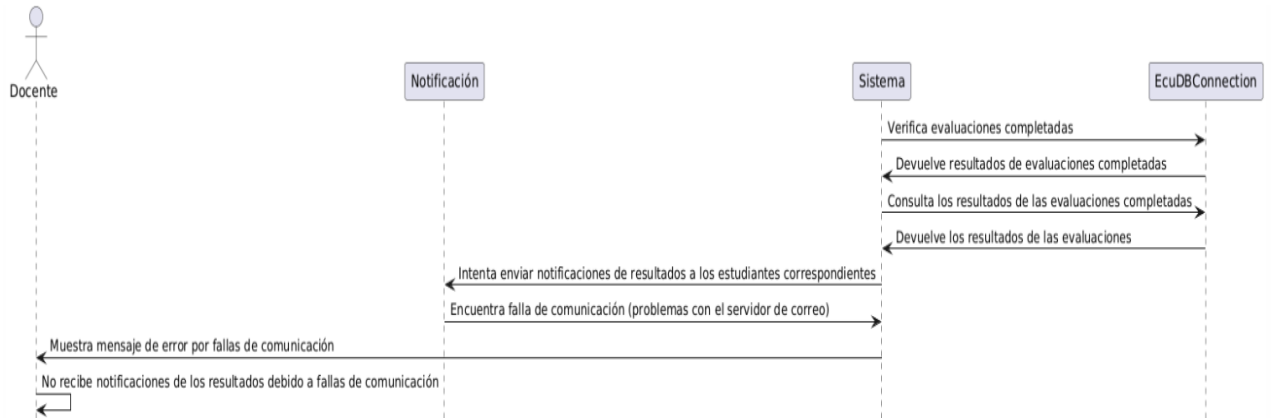 Docente
Notificación
Sistema
EcuDBConnection
Verifica evaluaciones completadas
Devuelve resultados de evaluaciones completadas
Consulta los resultados de las evaluaciones completadas
Devuelve los resultados de las evaluaciones
Intenta enviar notificaciones de resultados a los estudiantes correspondientes
Encuentra falla de comunicación (problemas con el servidor de correo)
Muestra mensaje de error por fallas de comunicación
No recibe notificaciones de los resultados debido a fallas de comunicación